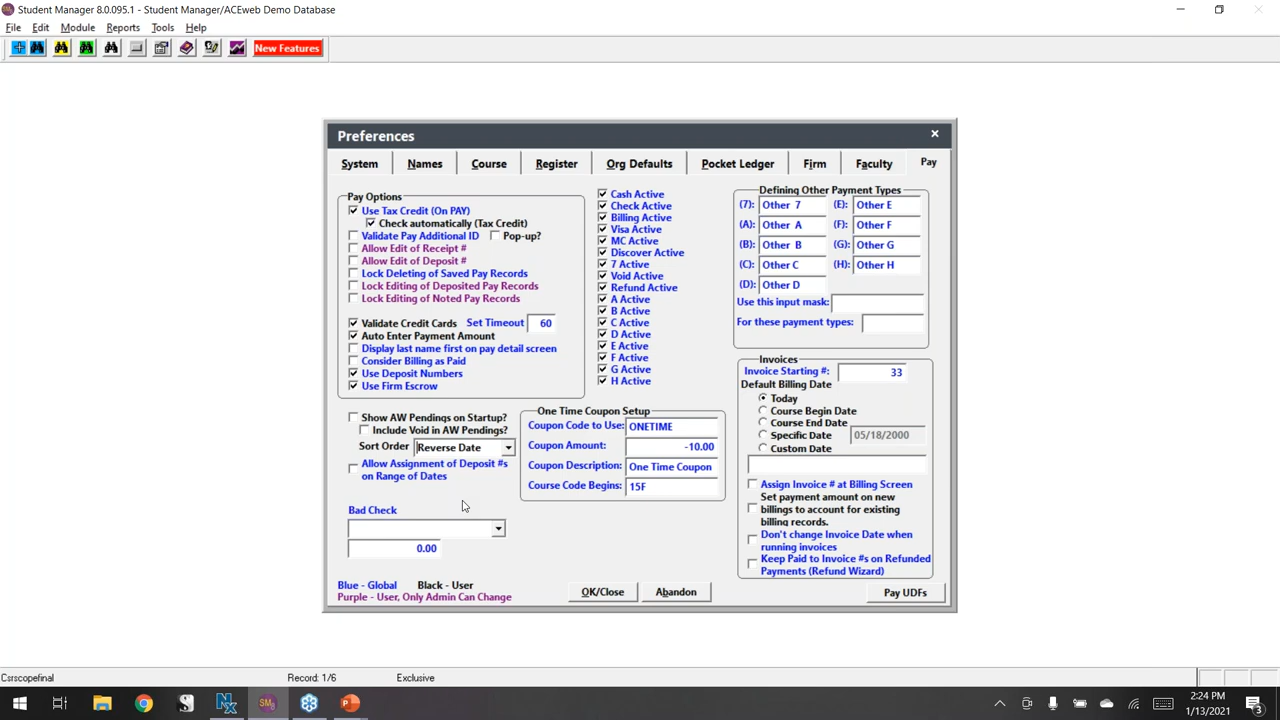 Student Manager 8.0.095.1 - Student Manager/ACEweb Demo Database
File Edit Module Reports Tools Help
New Features
Preferences
System Names Course Register Org Defaults Pocket Ledger Firm Faculty Pay
Pay Options
Use Tax Credit (On PAY)
Check automatically (Tax Credit)
Validate Pay Additional ID Pop-up?
Allow Edit of Receipt #
Allow Edit of Deposit #
Lock Deleting of Saved Pay Records
Lock Editing of Deposited Pay Records
Lock Editing of Noted Pay Records
Validate Credit Cards Set Timeout 60
Auto Enter Payment Amount
Display last name first on pay detail screen
Consider Billing as Paid
Use Deposit Numbers
Use Firm Escrow
Show AW Pendings on Startup?
Include Void in AW Pendings?
Sort Order Reverse Date
Allow Assignment of Deposit #s
on Range of Dates
Bad Check
0.00
Blue - Global Black - User
Purple - User, Only Admin Can Change
Cash Active
Check Active
Billing Active
Visa Active
MC Active
Discover Active
7 Active
Void Active
Refund Active
A Active
B Active
C Active
D Active
E Active
F Active
G Active
H Active
One Time Coupon Setup
Coupon Code to Use: ONETIME
Coupon Amount: -10.00
Coupon Description: One Time Coupon
Course Code Begins: 15F
OK/Close Abandon
Defining Other Payment Types
(7): Other 7 (E): Other E
(A): Other A (F): Other F
(B): Other B (G): Other G
(C): Other C (H): Other H
(D): Other D
Use this input mask:
For these payment types:
Invoices
Invoice Starting #: 33
Default Billing Date
Today
Course Begin Date
Course End Date
Specific Date 05/18/2000
Custom Date
Assign Invoice # at Billing Screen
Set payment amount on new
billings to account for existing
billing records.
Don't change Invoice Date when
running invoices
Keep Paid to Invoice #s on Refunded
Payments (Refund Wizard)
Pay UDFs
Csrscopefinal Record: 1/6 Exclusive
2:24 PM
1/13/2021
3